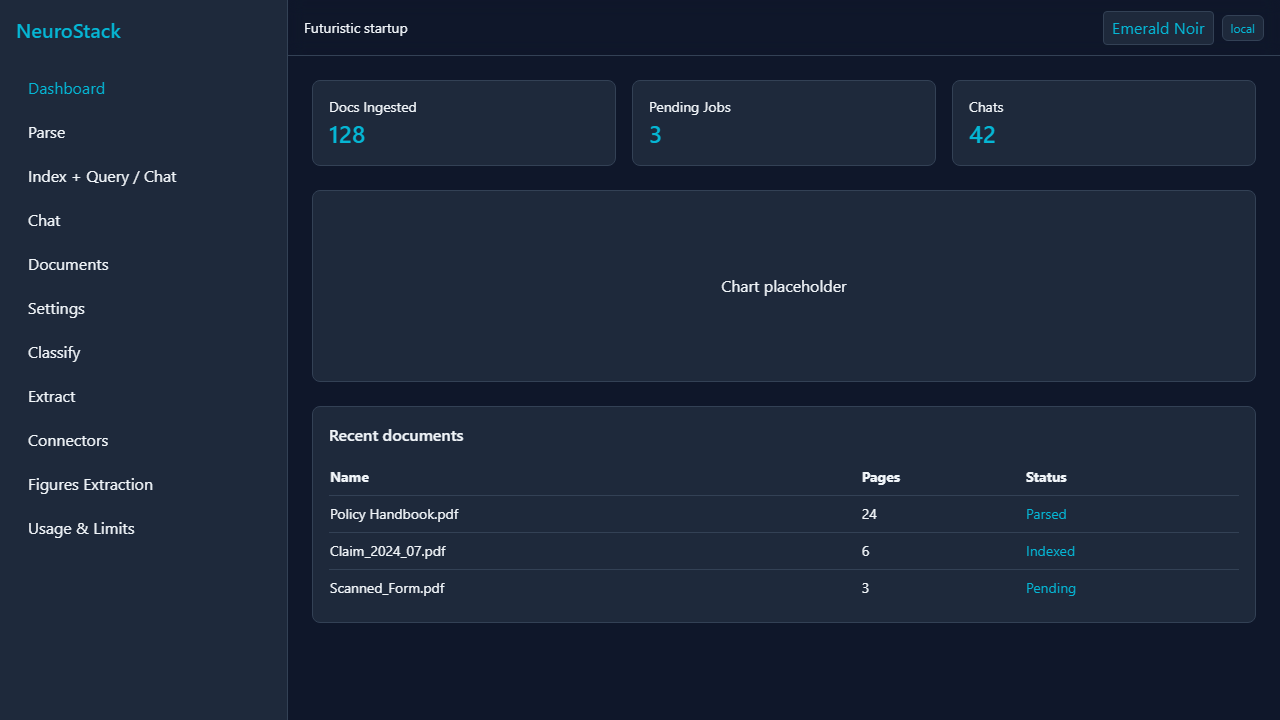 NeuroStack
Dashboard
Parse
Index + Query / Chat
Chat
Documents
Settings
Classify
Extract
Connectors
Figures Extraction
Usage & Limits
Futuristic startup
Emerald Noir
local
Docs Ingested
128
Pending Jobs
3
Chats
42
Chart placeholder
Recent documents
Name Pages Status
Policy Handbook.pdf 24 Parsed
Claim_2024_07.pdf 6 Indexed
Scanned_Form.pdf 3 Pending